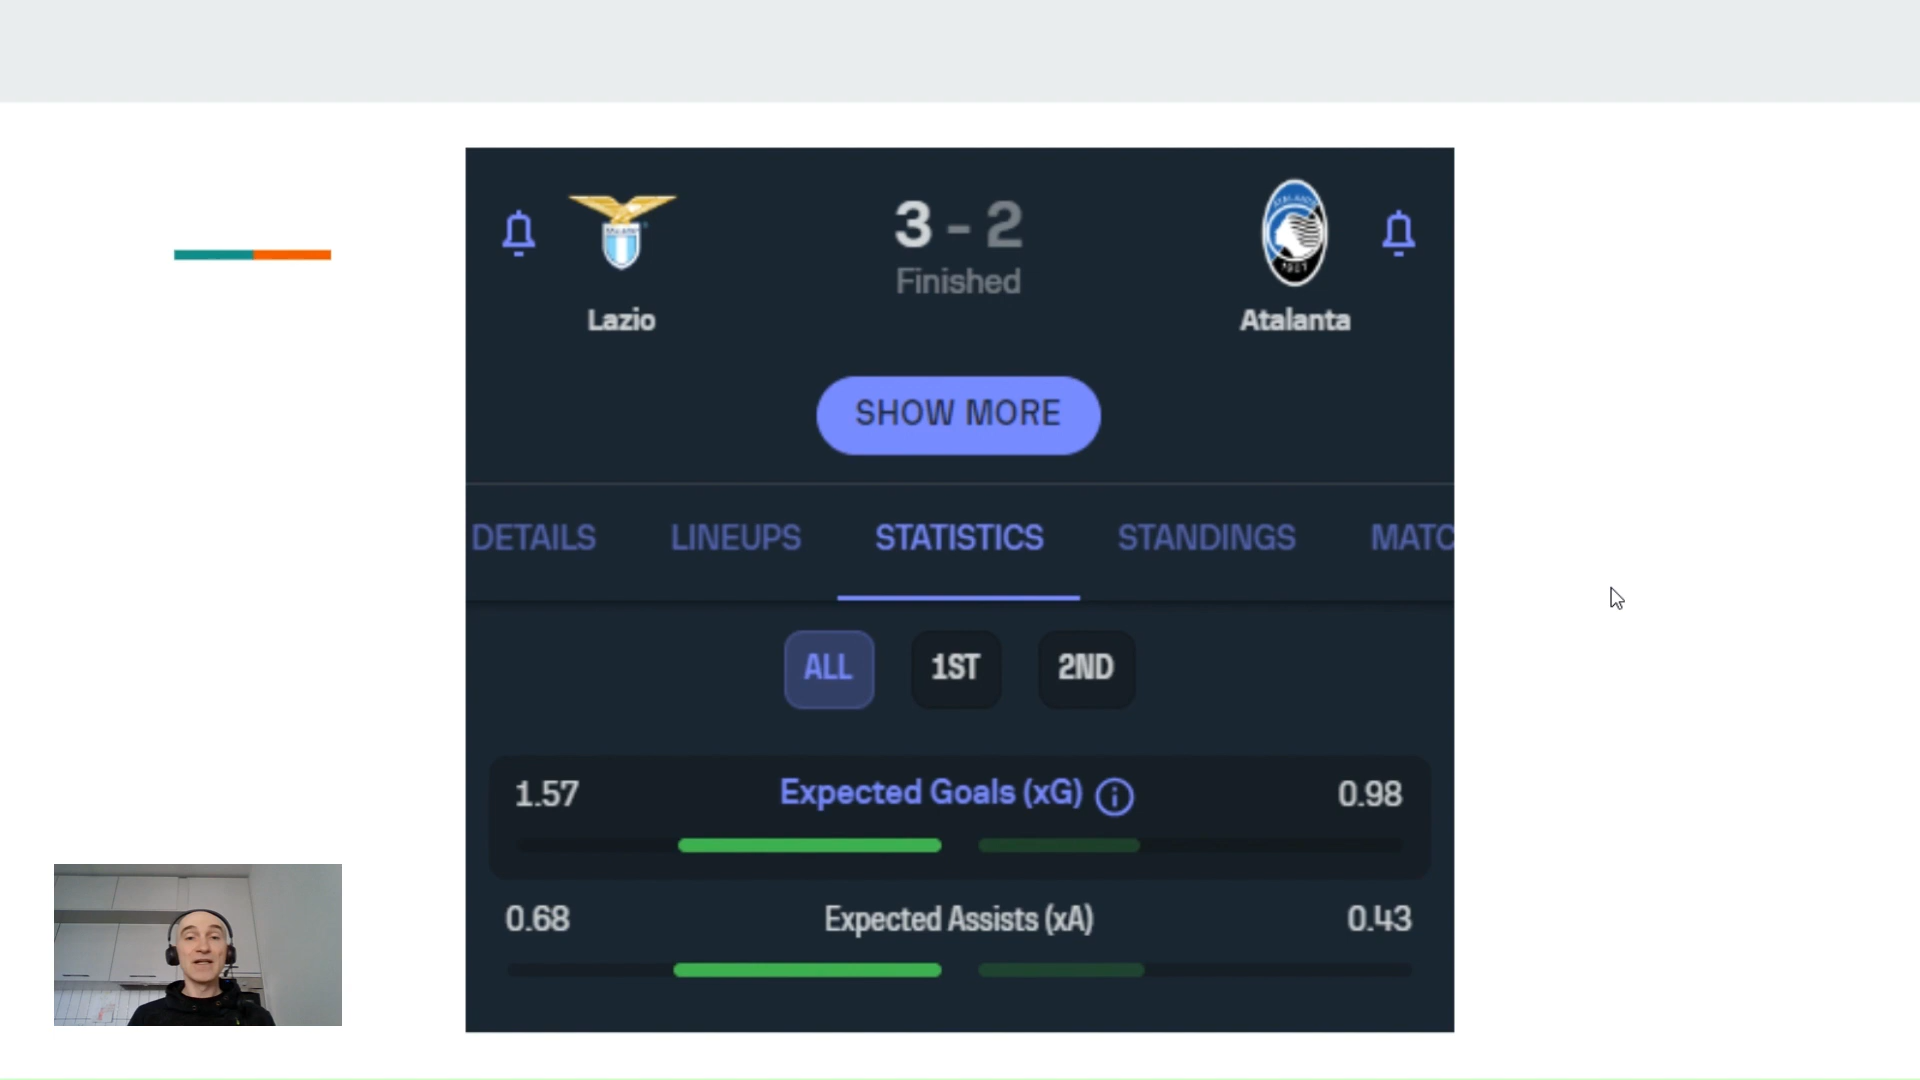 3 - 2
Finished
Lazio
Atalanta
SHOW MORE
DETAILS LINEUPS STATISTICS STANDINGS MATC
ALL 1ST 2ND
1.57 Expected Goals (xG) 0.98
0.68 Expected Assists (xA) 0.43